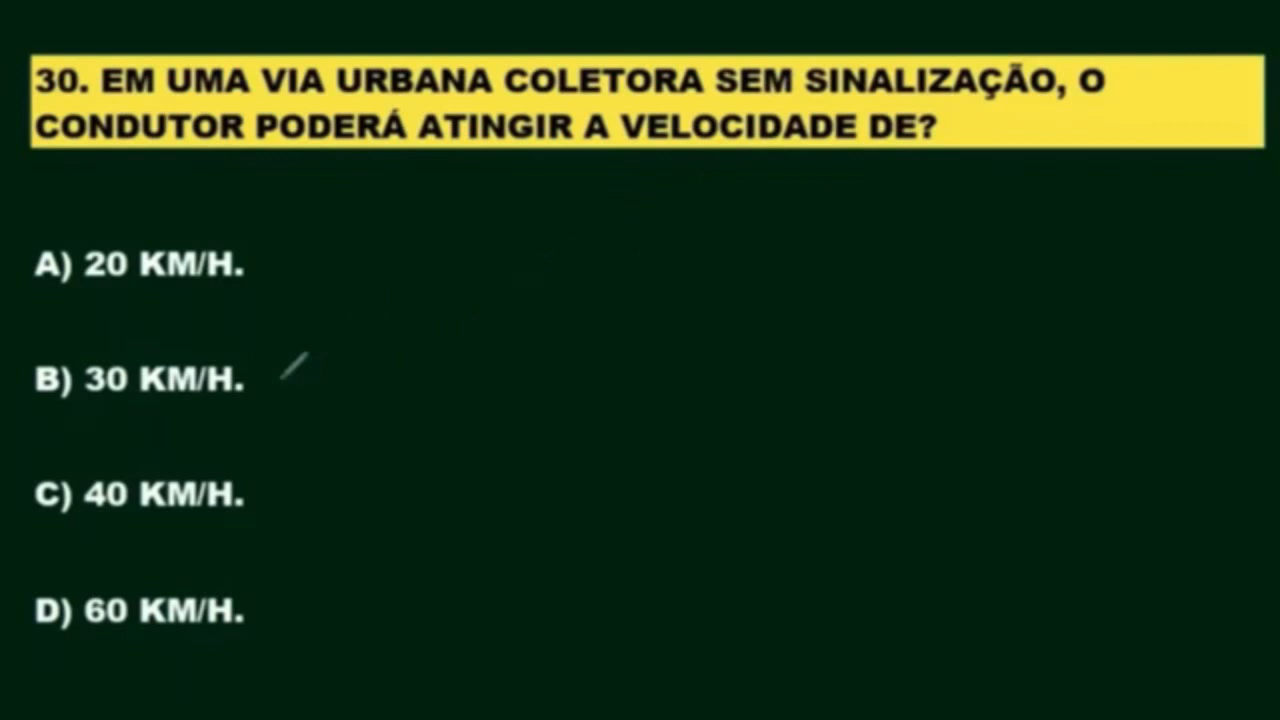 30. EM UMA VIA URBANA COLETORA SEM SINALIZAÇÃO, O
CONDUTOR PODERÁ ATINGIR A VELOCIDADE DE?
A) 20 KM/H.
B) 30 KM/H.
C) 40 KM/H.
D) 60 KM/H.